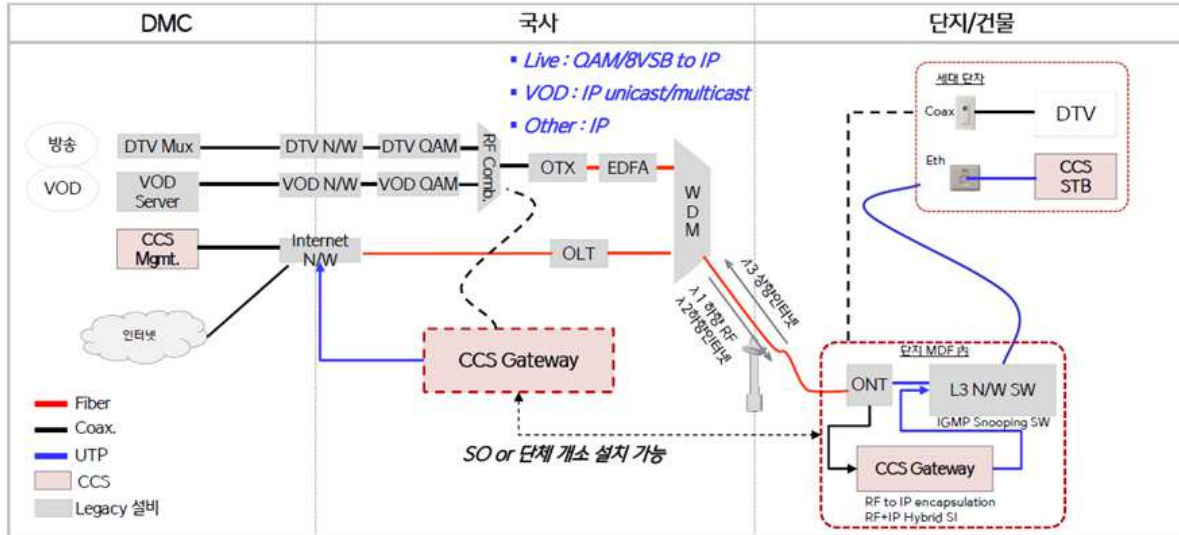 DMC
국사
단지/건물
▪ Live : QAM/8VSB to IP
▪ VOD : IP unicast/multicast
▪ Other : IP
방송
VOD
DTV Mux
DTV N/W
DTV QAM
VOD
Server
VOD N/W
VOD QAM
RF Comb.
OTX
EDFA
WDM
CCS
Mgmt.
Internet
N/W
OLT
인터넷
CCS Gateway
λ3 상향인터넷
λ1 하향 RF
λ2하향인터넷
SO or 단체 개소 설치 가능
세대 단자
Coax
DTV
Eth
CCS
STB
단지 MDF 内
ONT
L3 N/W SW
IGMP Snooping SW
CCS Gateway
RF to IP encapsulation
RF+IP Hybrid SI
Fiber
Coax.
UTP
CCS
Legacy 설비